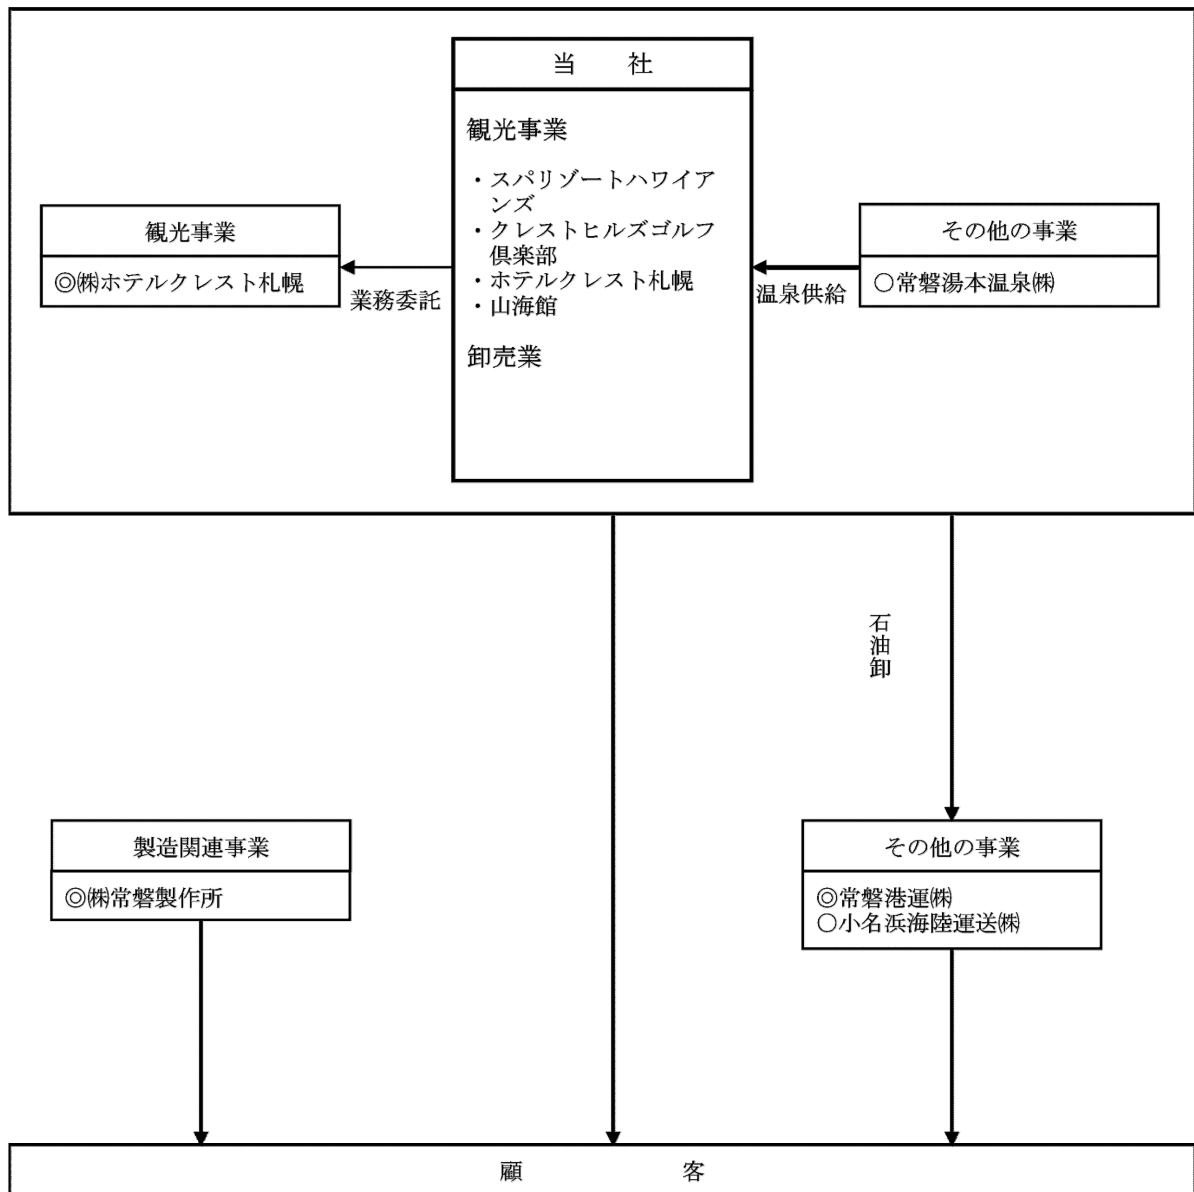 当 社
観光事業
・スパリゾートハワイア
ンズ
・クレストヒルズゴルフ
倶楽部
・ホテルクレスト札幌
・山海館
卸売業
観光事業
◎㈱ホテルクレスト札幌
業務委託
その他の事業
○常磐湯本温泉㈱
温泉供給
石油卸
製造関連事業
◎㈱常磐製作所
その他の事業
◎常磐港運㈱
○小名浜海陸運送㈱
顧 客